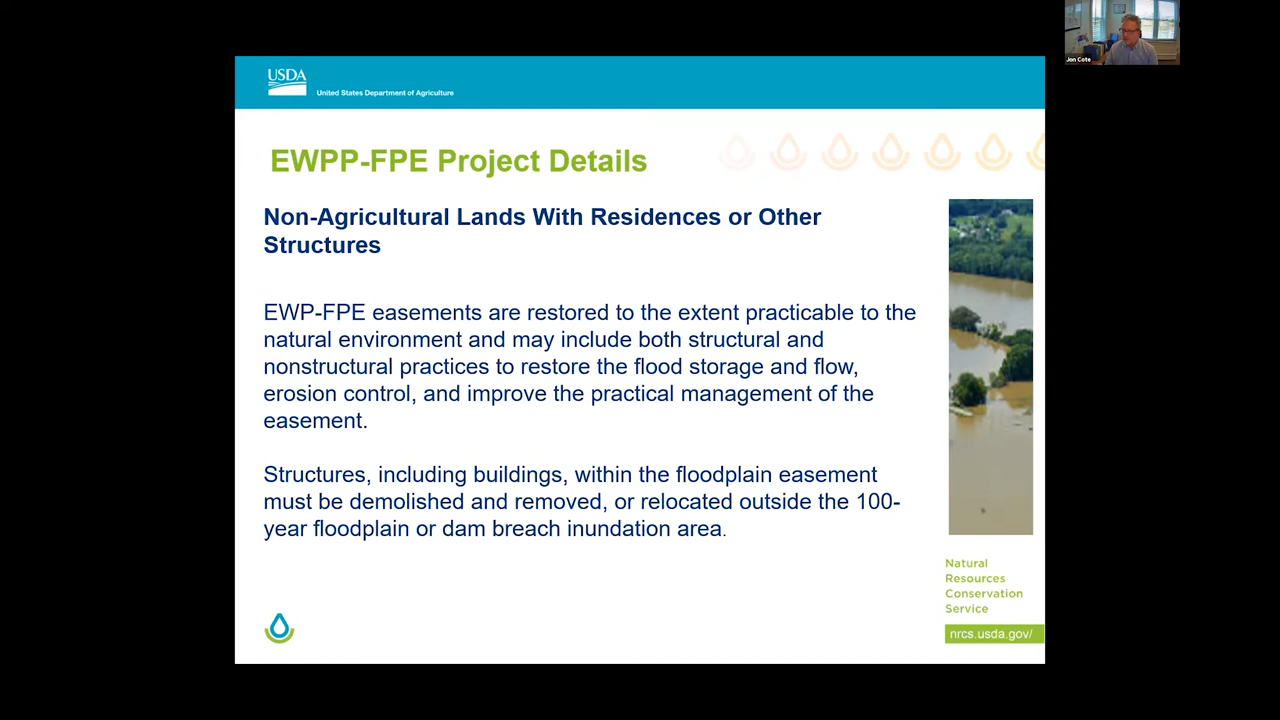 Jon Cote
USDA
United States Department of Agriculture
EWPP-FPE Project Details
Non-Agricultural Lands With Residences or Other
Structures
EWP-FPE easements are restored to the extent practicable to the
natural environment and may include both structural and
nonstructural practices to restore the flood storage and flow,
erosion control, and improve the practical management of the
easement.
Structures, including buildings, within the floodplain easement
must be demolished and removed, or relocated outside the 100-
year floodplain or dam breach inundation area.
Natural
Resources
Conservation
Service
nrcs.usda.gov/